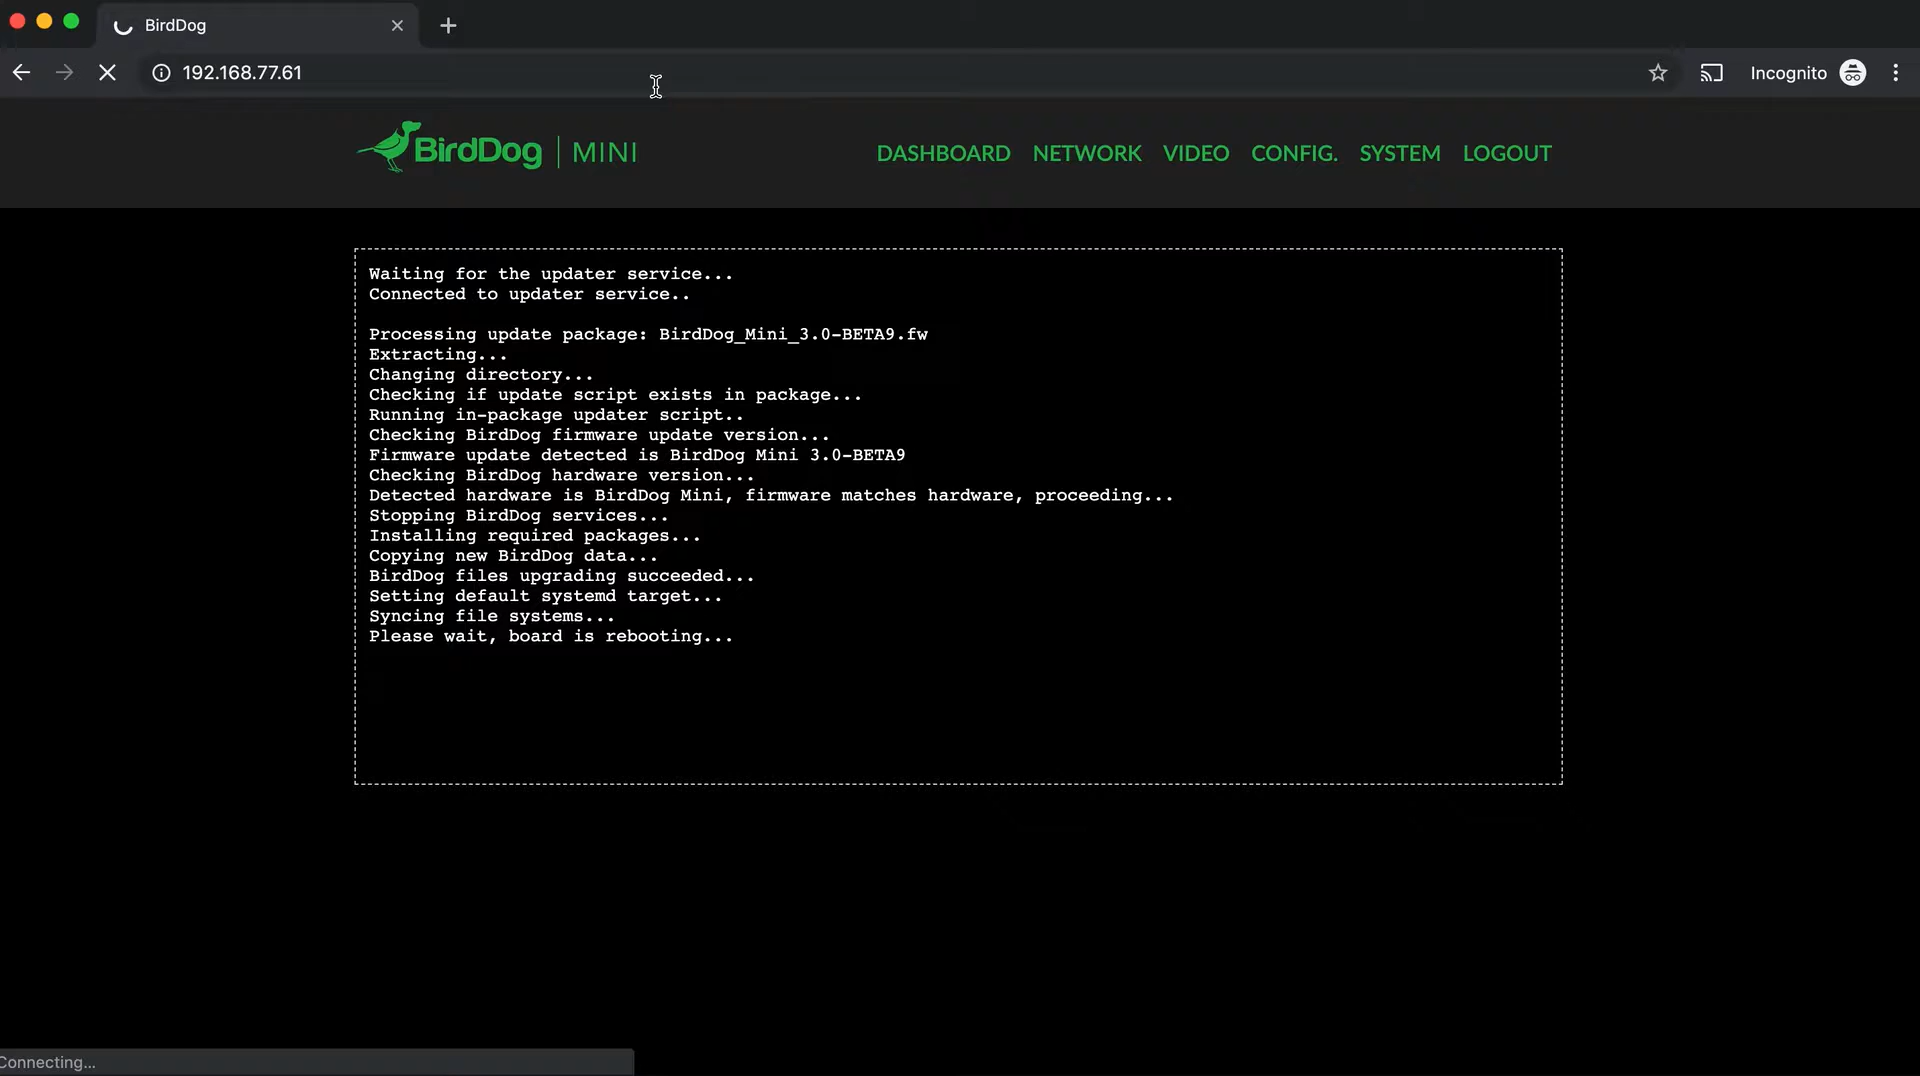 BirdDog
192.168.77.61
Incognito
BirdDog | MINI
DASHBOARD NETWORK VIDEO CONFIG. SYSTEM LOGOUT
Waiting for the updater service...
Connected to updater service..
Processing update package: BirdDog_Mini_3.0-BETA9.fw
Extracting...
Changing directory...
Checking if update script exists in package...
Running in-package updater script..
Checking BirdDog firmware update version...
Firmware update detected is BirdDog Mini 3.0-BETA9
Checking BirdDog hardware version...
Detected hardware is BirdDog Mini, firmware matches hardware, proceeding...
Stopping BirdDog services...
Installing required packages...
Copying new BirdDog data...
BirdDog files upgrading succeeded...
Setting default systemd target...
Syncing file systems...
Please wait, board is rebooting...
Connecting...